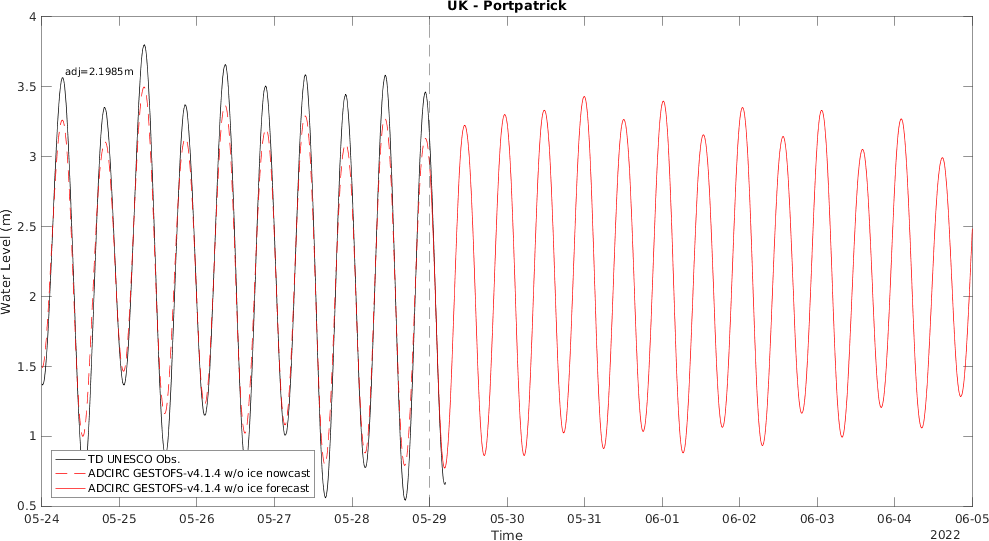 UK - Portpatrick
4
3.5
3
2.5
2
1.5
1
0.5
Water Level (m)
adj=2.1985m
TD UNESCO Obs.
ADCIRC GESTOFS-v4.1.4 w/o ice nowcast
ADCIRC GESTOFS-v4.1.4 w/o ice forecast
05-24 05-25 05-26 05-27 05-28 05-29 05-30 05-31 06-01 06-02 06-03 06-04 06-05
Time
2022